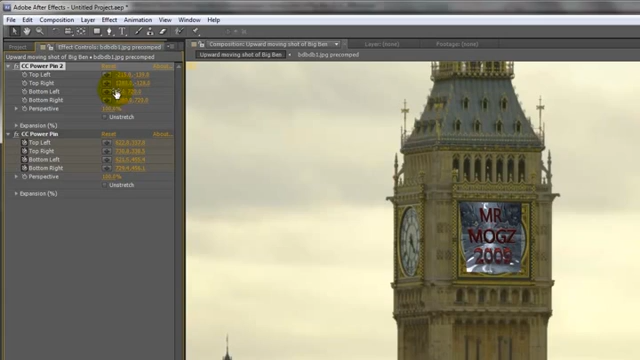 Adobe After Effects - Untitled Project.aep *
File Edit Composition Layer Effect Animation View Window Help
Project Effect Controls: bdbdb1.jpg precomped
Composition: Upward moving shot of Big Ben
Upward moving shot of Big Ben • bdbdb1.jpg precomped
Upward moving shot of Big Ben bdbdb1.jpg precomped
CC Power Pin 2 Reset About...
Top Left
Top Right
Bottom Left
Bottom Right
Perspective 100.0%
Unstretch
Expansion (%)
CC Power Pin Reset About...
Top Left
Top Right
Bottom Left
Bottom Right
Perspective 100.0%
Unstretch
Expansion (%)
MR
MOGZ
2009